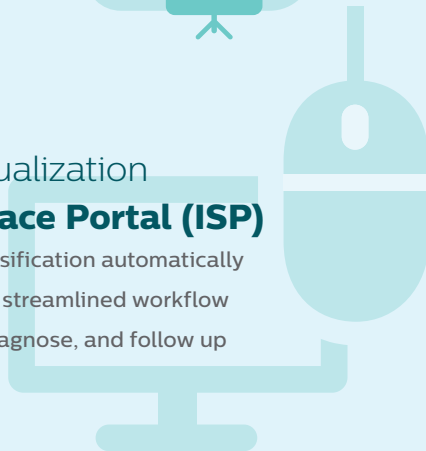 ualization
ace Portal (ISP)
sification automatically
streamlined workflow
agnose, and follow up